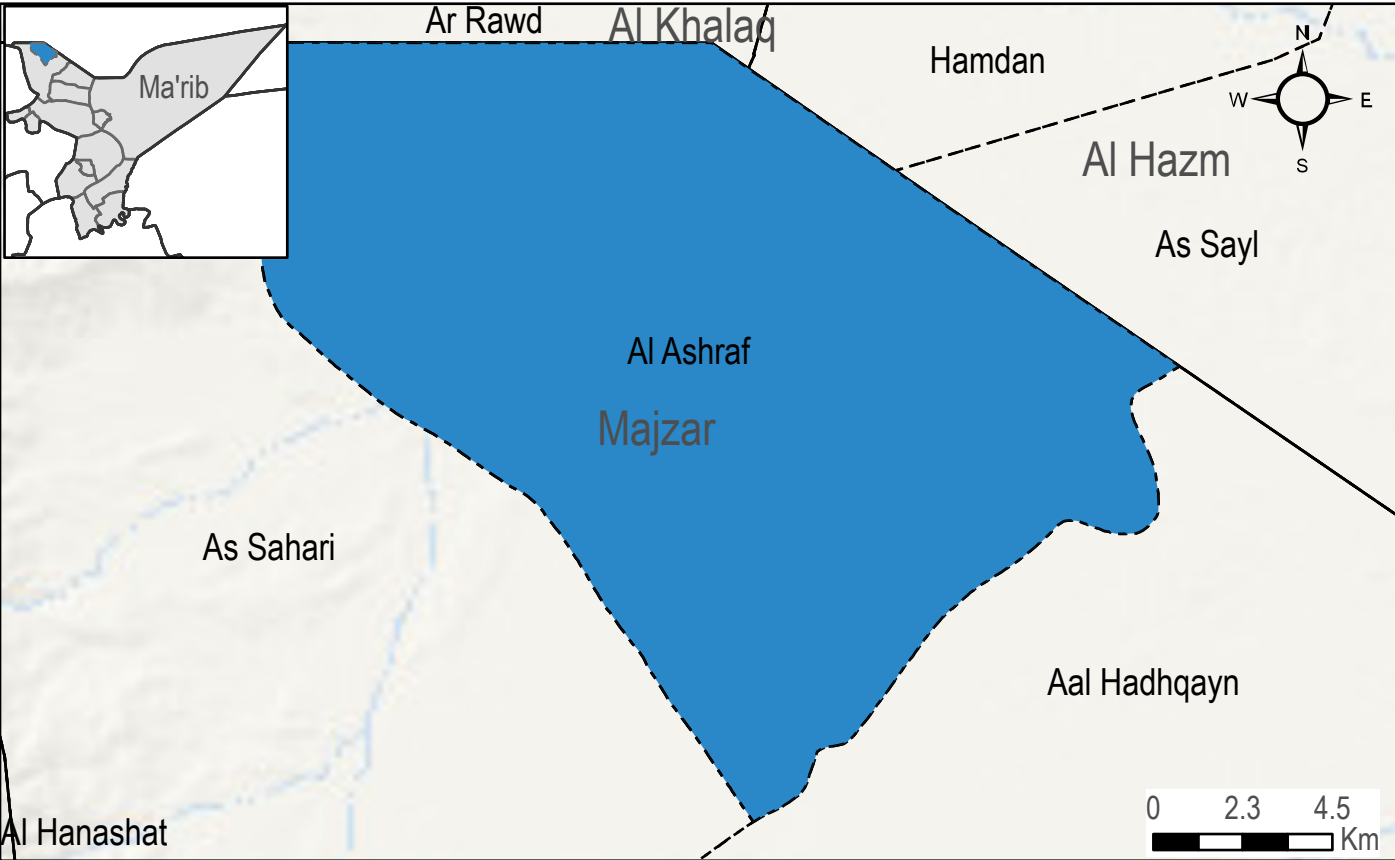 Ar Rawd
Al Khalaq
Hamdan
N
W
E
S
Ma'rib
Al Hazm
As Sayl
Al Ashraf
Majzar
As Sahari
Aal Hadhqayn
0 2.3 4.5
Km
Al Hanashat